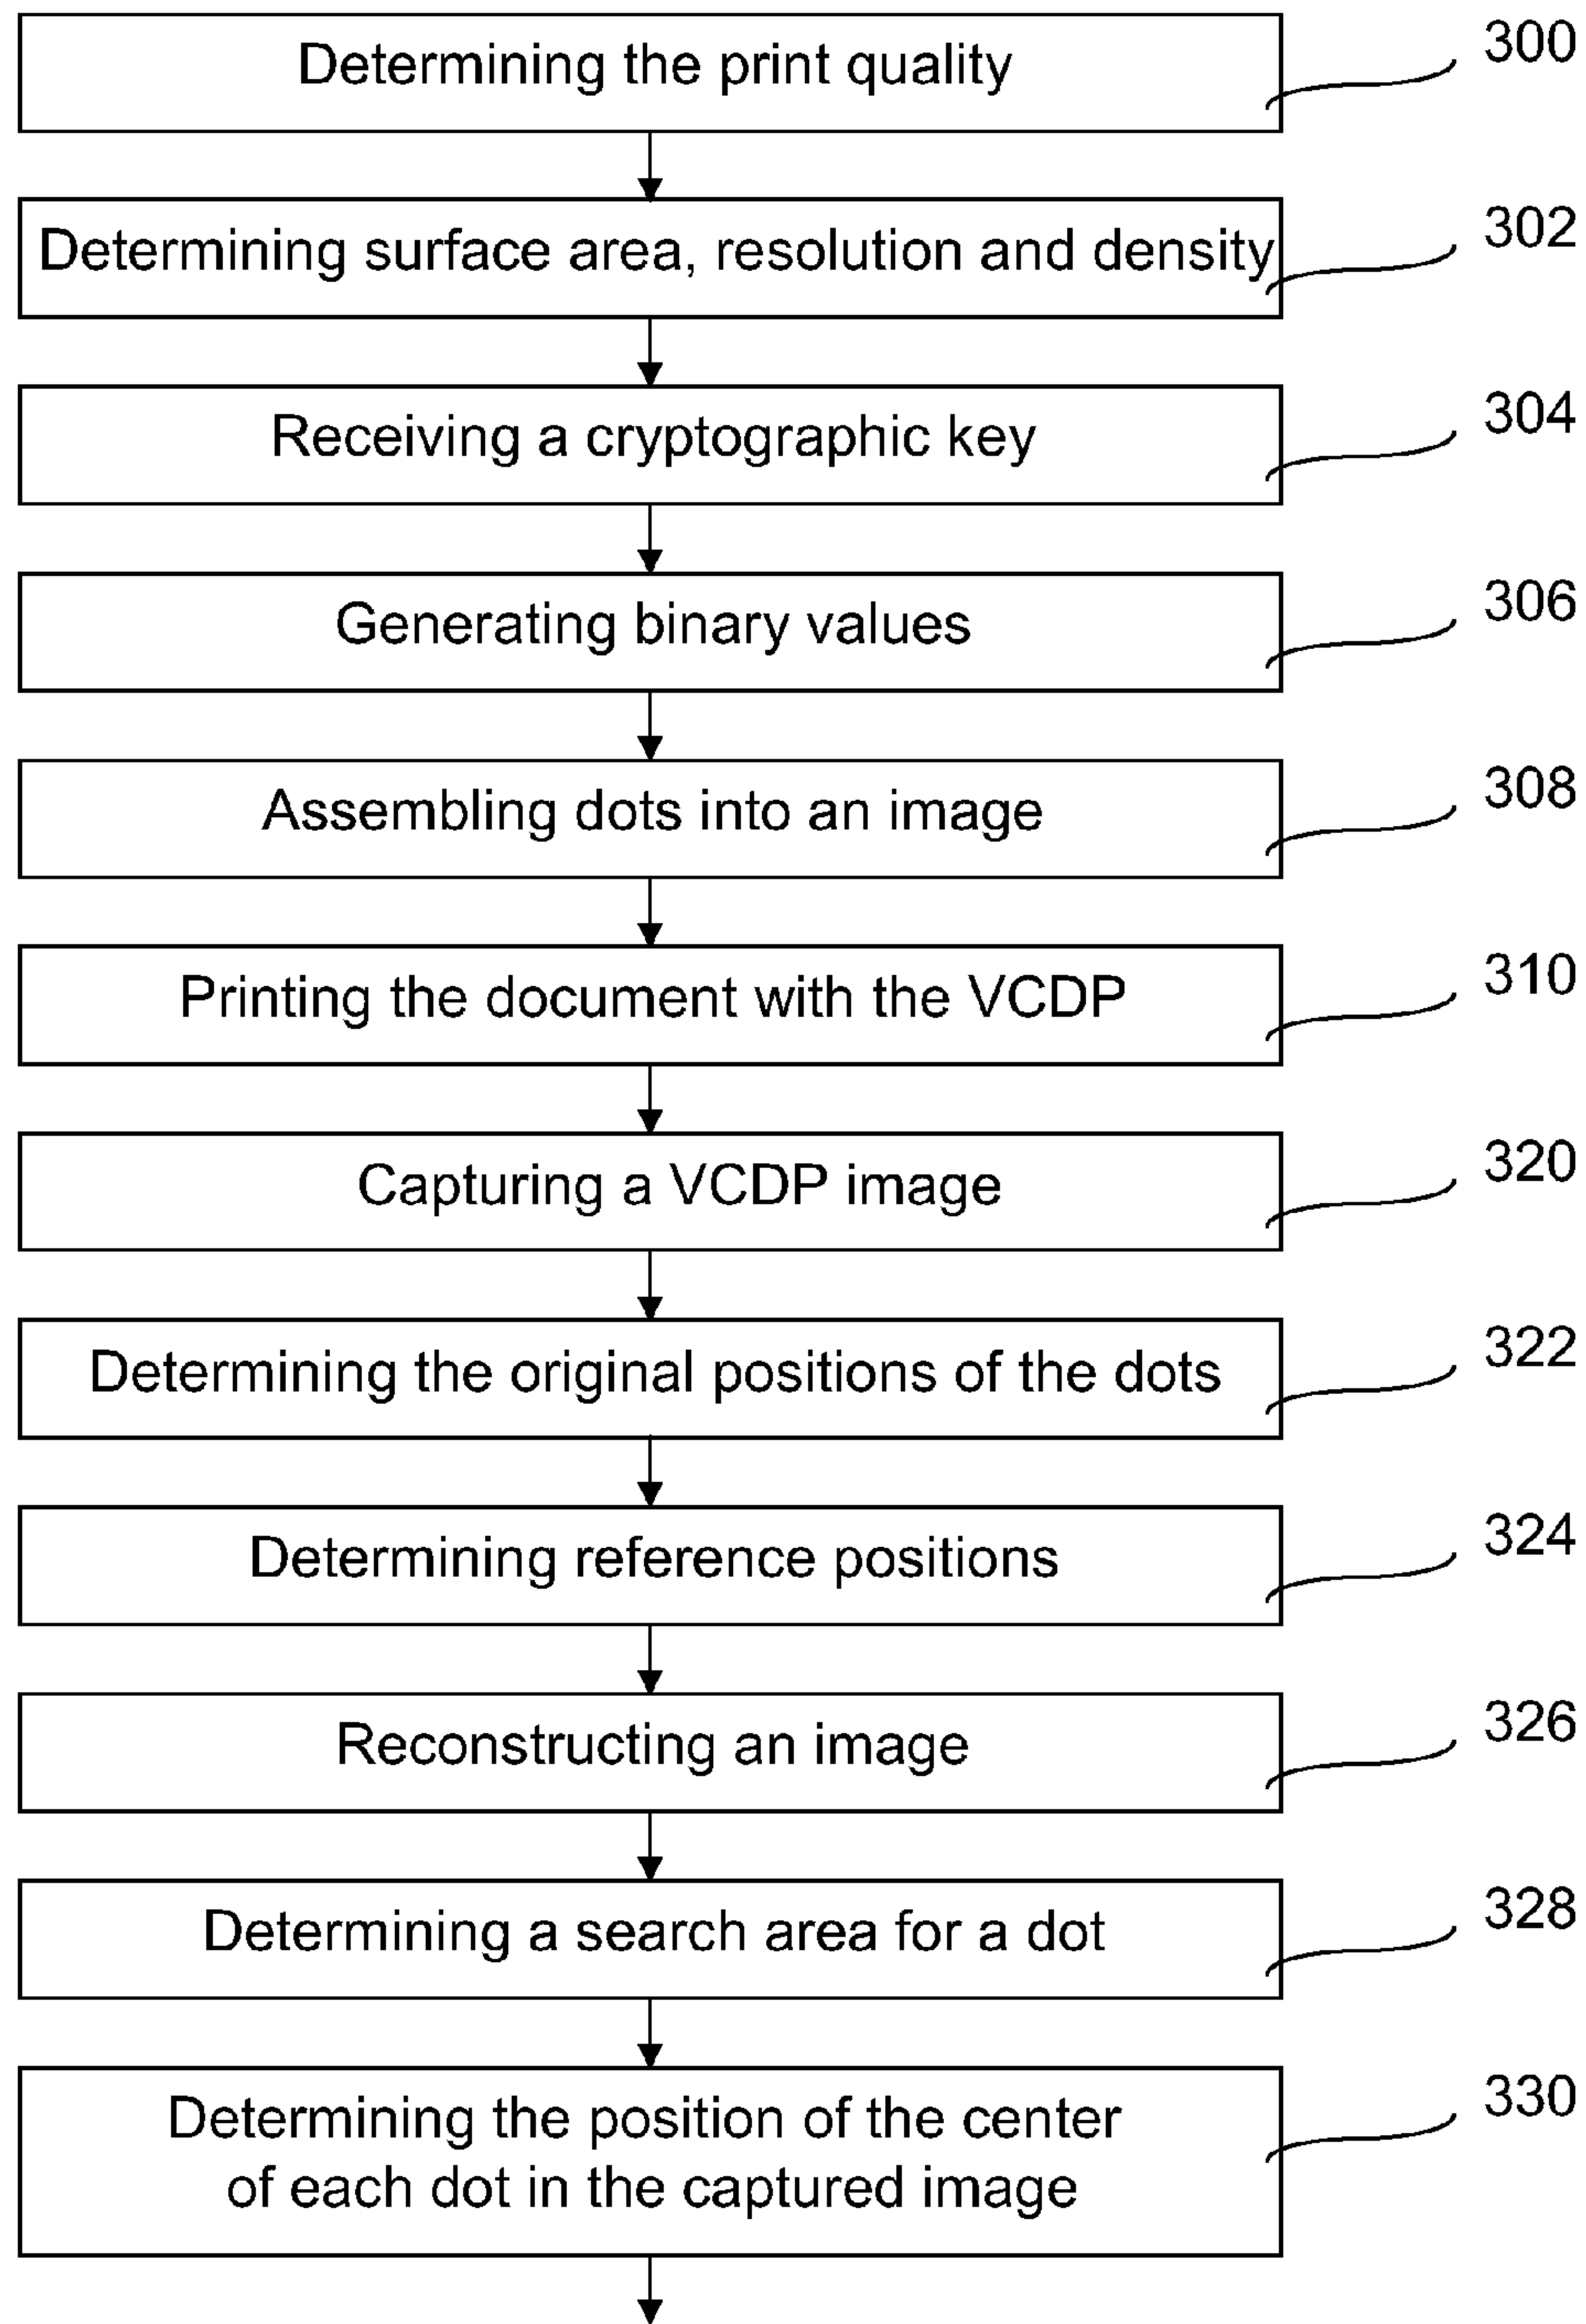 Determining the print quality
300
Determining surface area, resolution and density
302
Receiving a cryptographic key
304
Generating binary values
306
Assembling dots into an image
308
Printing the document with the VCDP
310
Capturing a VCDP image
320
Determining the original positions of the dots
322
Determining reference positions
324
Reconstructing an image
326
Determining a search area for a dot
328
Determining the position of the center
of each dot in the captured image
330